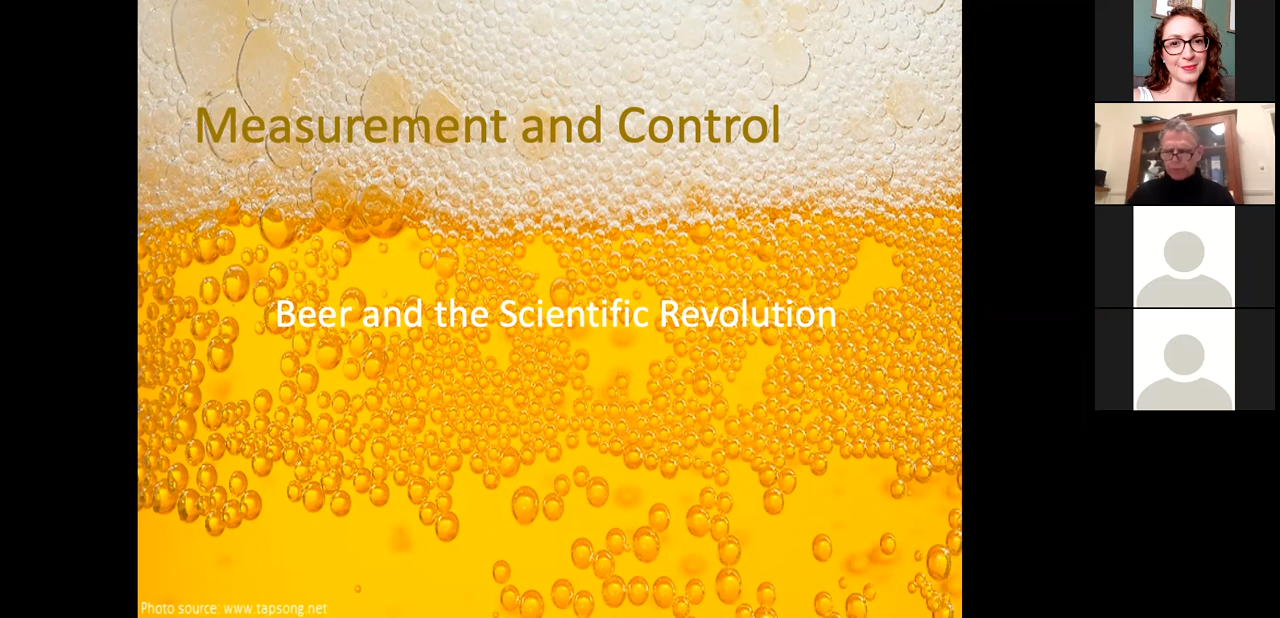 Measurement and Control
Beer and the Scientific Revolution
Photo source: www.tapsong.net